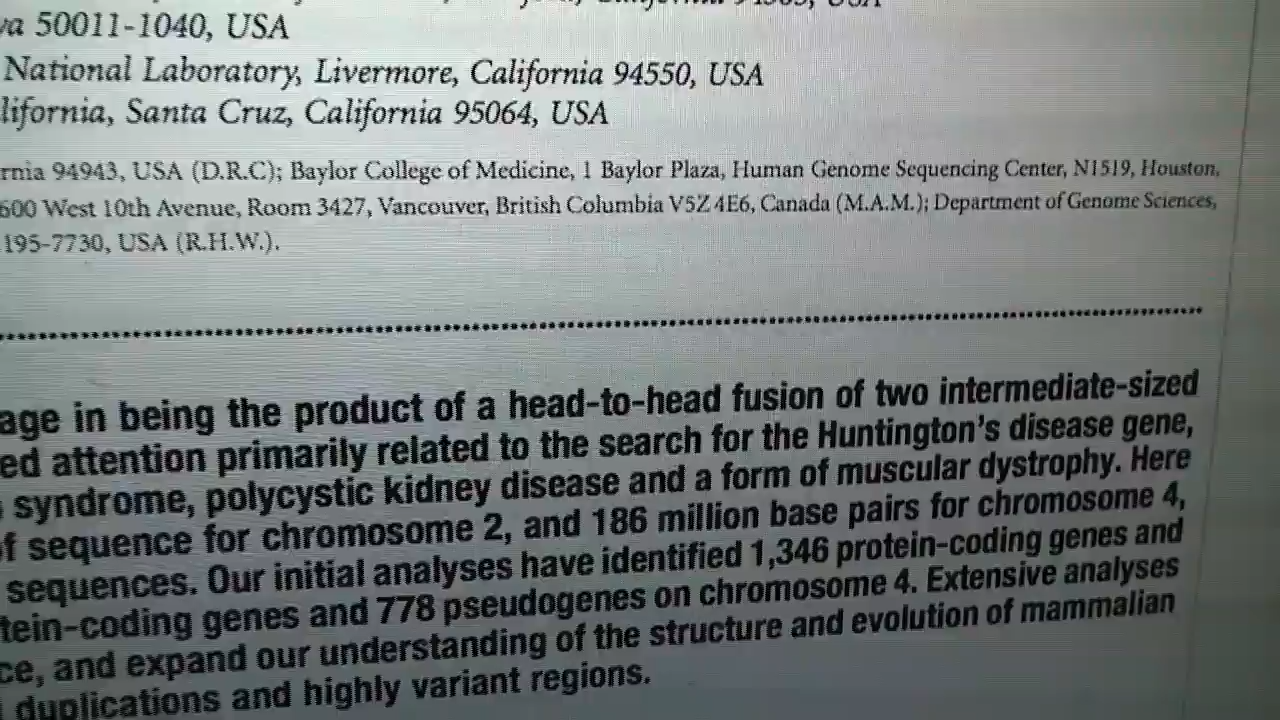 va 50011-1040, USA
National Laboratory, Livermore, California 94550, USA
lifornia, Santa Cruz, California 95064, USA
rnia 94943, USA (D.R.C); Baylor College of Medicine, 1 Baylor Plaza, Human Genome Sequencing Center, N1519, Houston,
600 West 10th Avenue, Room 3427, Vancouver, British Columbia V5Z 4E6, Canada (M.A.M.); Department of Genome Sciences,
195-7730, USA (R.H.W.).
age in being the product of a head-to-head fusion of two intermediate-sized
ed attention primarily related to the search for the Huntington's disease gene,
syndrome, polycystic kidney disease and a form of muscular dystrophy. Here
f sequence for chromosome 2, and 186 million base pairs for chromosome 4,
sequences. Our initial analyses have identified 1,346 protein-coding genes and
tein-coding genes and 778 pseudogenes on chromosome 4. Extensive analyses
ce, and expand our understanding of the structure and evolution of mammalian
duplications and highly variant regions.